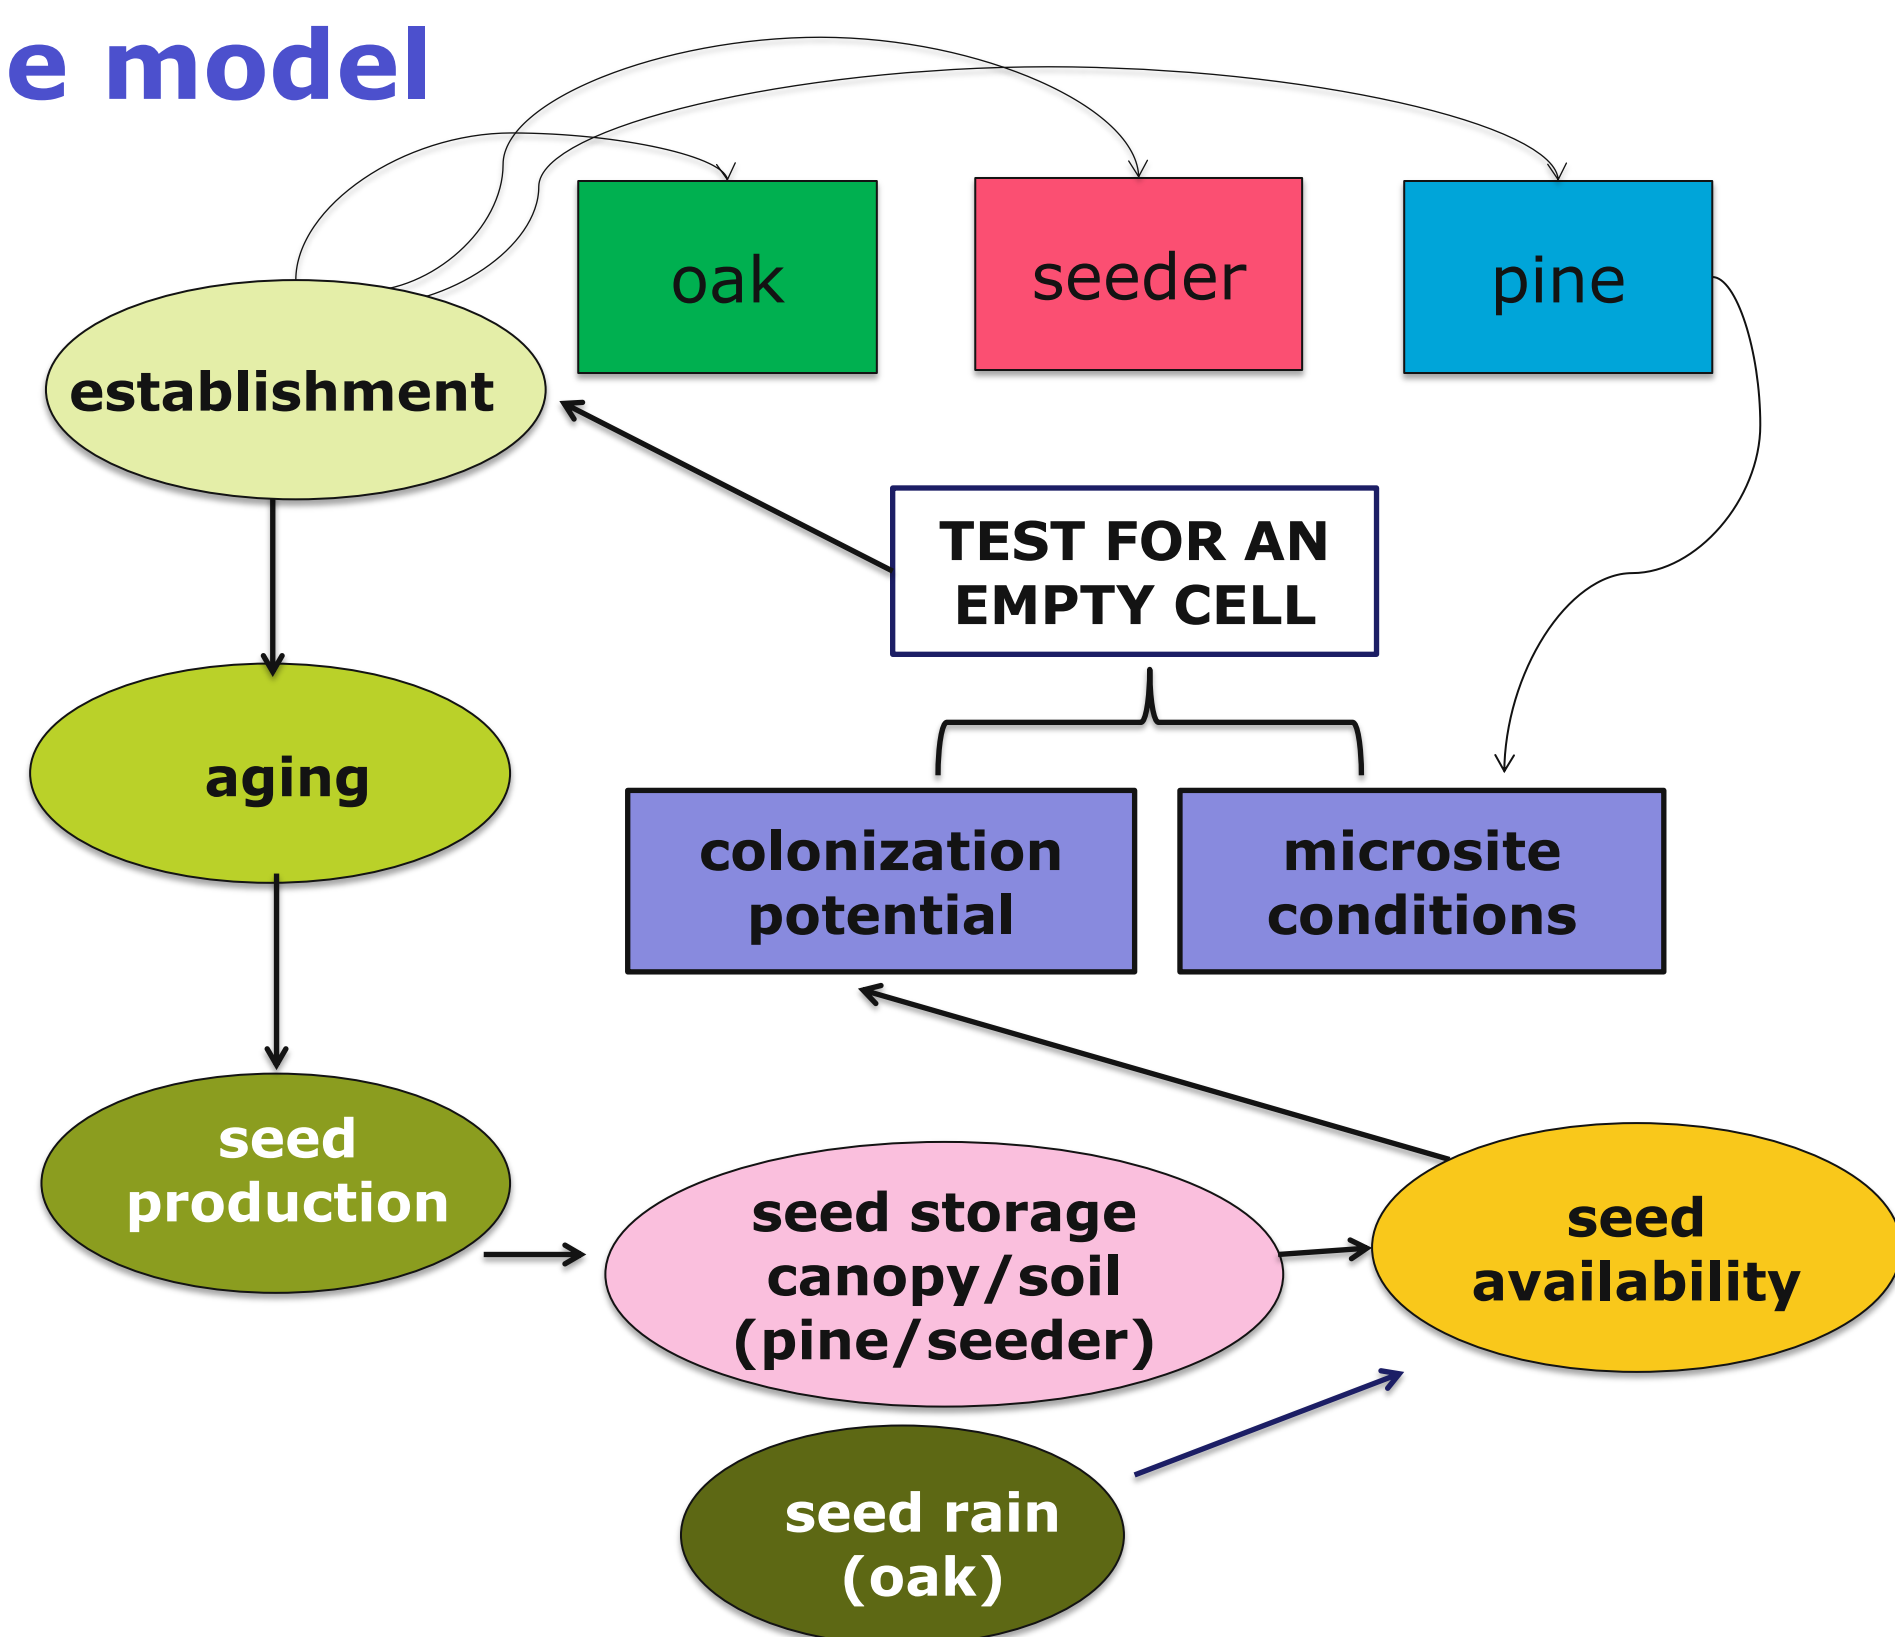 e model
oak
seeder
pine
establishment
TEST FOR AN
EMPTY CELL
aging
colonization
potential
microsite
conditions
seed
production
seed storage
canopy/soil
(pine/seeder)
seed
availability
seed rain
(oak)